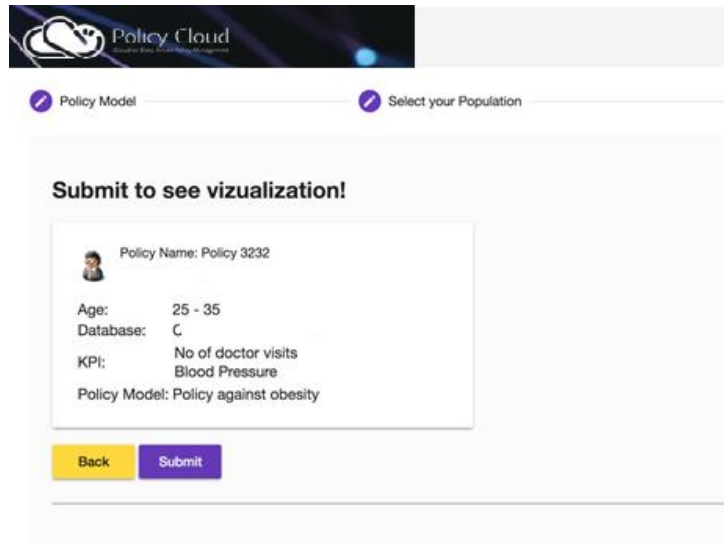 Policy Cloud
Policy Model
Select your Population
Submit to see vizualization!
Policy Name: Policy 3232
Age: 25 - 35
Database:
KPI: No of doctor visits
Blood Pressure
Policy Model: Policy against obesity
Back Submit